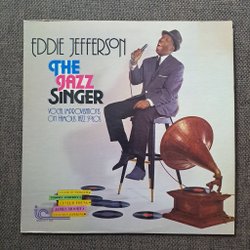 EDDIE JEFFERSON
THE
JAZZ
SINGER
VOCAL IMPROVISATIONS
ON FAMOUS JAZZ SOLOS